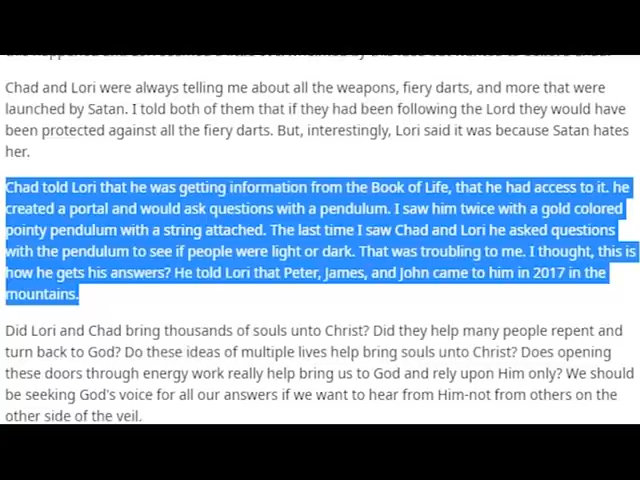 Chad and Lori were always telling me about all the weapons, fiery darts, and more that were
launched by Satan. I told both of them that if they had been following the Lord they would have
been protected against all the fiery darts. But, interestingly, Lori said it was because Satan hates
her.
Chad told Lori that he was getting information from the Book of Life, that he had access to it. he
created a portal and would ask questions with a pendulum. I saw him twice with a gold colored
pointy pendulum with a string attached. The last time I saw Chad and Lori he asked questions
with the pendulum to see if people were light or dark. That was troubling to me. I thought, this is
how he gets his answers? He told Lori that Peter, James, and John came to him in 2017 in the
mountains.
Did Lori and Chad bring thousands of souls unto Christ? Did they help many people repent and
turn back to God? Do these ideas of multiple lives help bring souls unto Christ? Does opening
these doors through energy work really help bring us to God and rely upon Him only? We should
be seeking God's voice for all our answers if we want to hear from Him-not from others on the
other side of the veil.